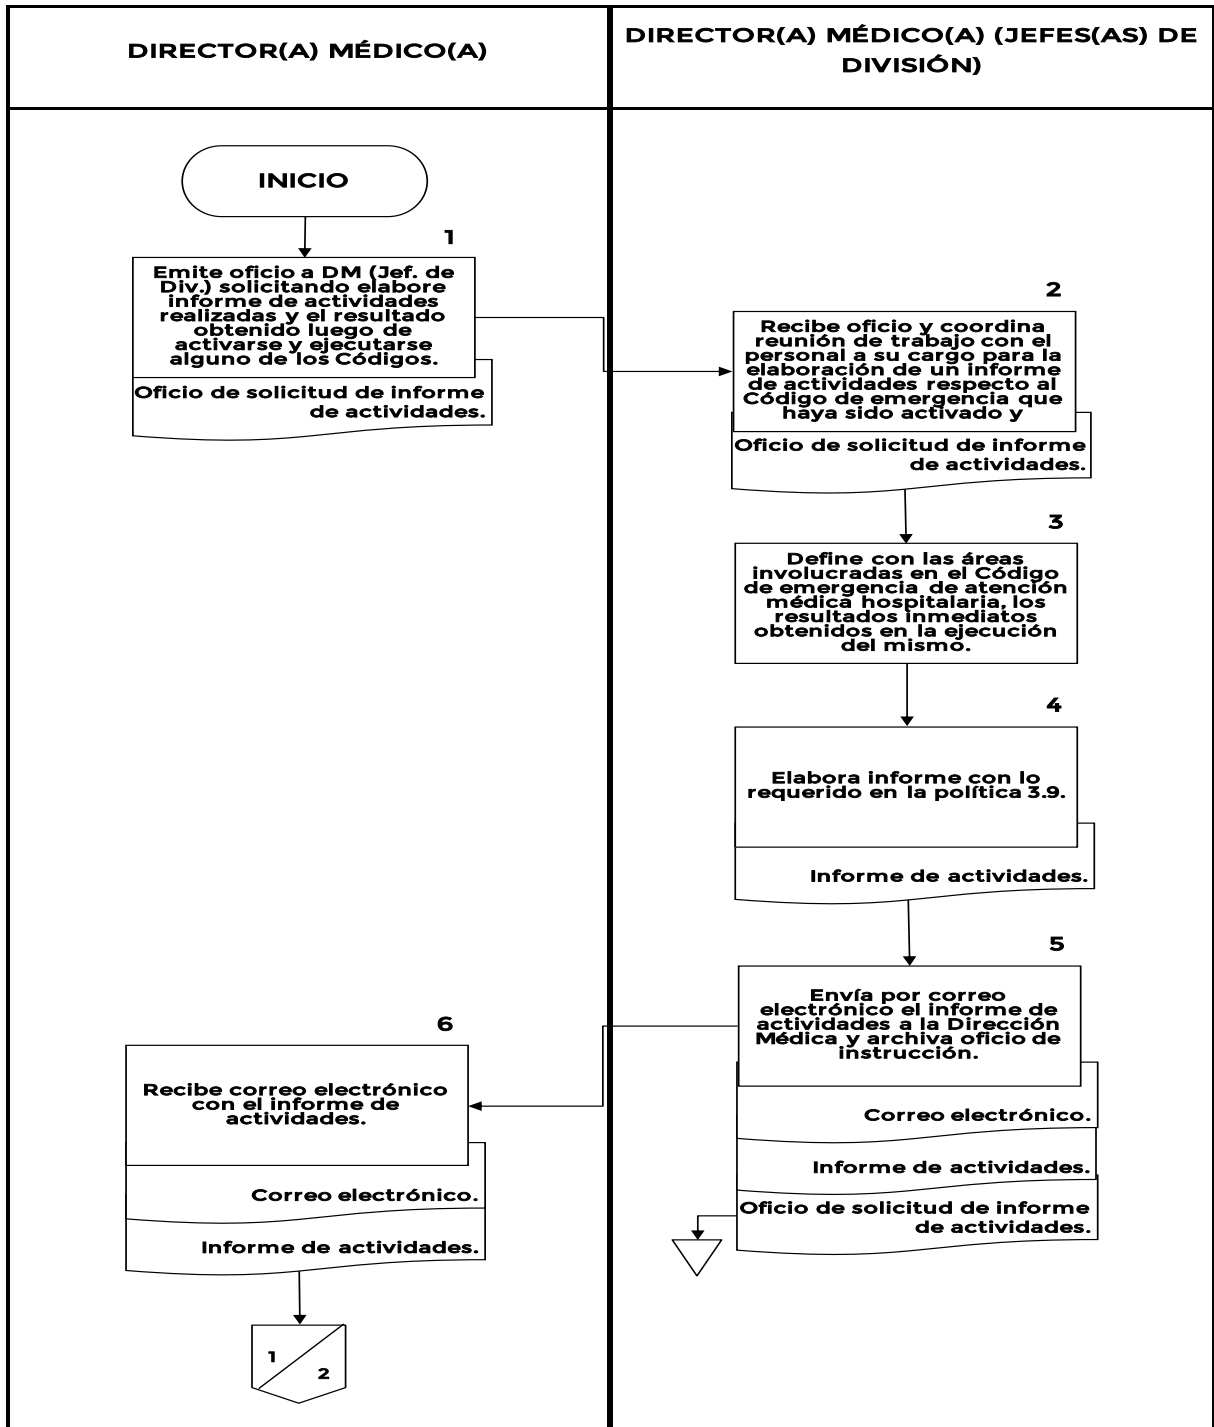 DIRECTOR(A) MÉDICO(A)
DIRECTOR(A) MÉDICO(A) (JEFES(AS) DE
DIVISIÓN)
INICIO
1
Emite oficio a DM (Jef. de
Div.) solicitando elabore
informe de actividades
realizadas y el resultado
obtenido luego de
activarse y ejecutarse
alguno de los Códigos.
Oficio de solicitud de informe
de actividades.
2
Recibe oficio y coordina
reunión de trabajo con el
personal a su cargo para la
elaboración de un informe
de actividades respecto al
Código de emergencia que
haya sido activado y
Oficio de solicitud de informe
de actividades.
3
Define con las áreas
involucradas en el Código
de emergencia de atención
médica hospitalaria, los
resultados inmediatos
obtenidos en la ejecución
del mismo.
4
Elabora informe con lo
requerido en la política 3.9.
Informe de actividades.
5
Envía por correo
electrónico el informe de
actividades a la Dirección
Médica y archiva oficio de
instrucción.
Correo electrónico.
Informe de actividades.
Oficio de solicitud de informe
de actividades.
6
Recibe correo electrónico
con el informe de
actividades.
Correo electrónico.
Informe de actividades.
1
2